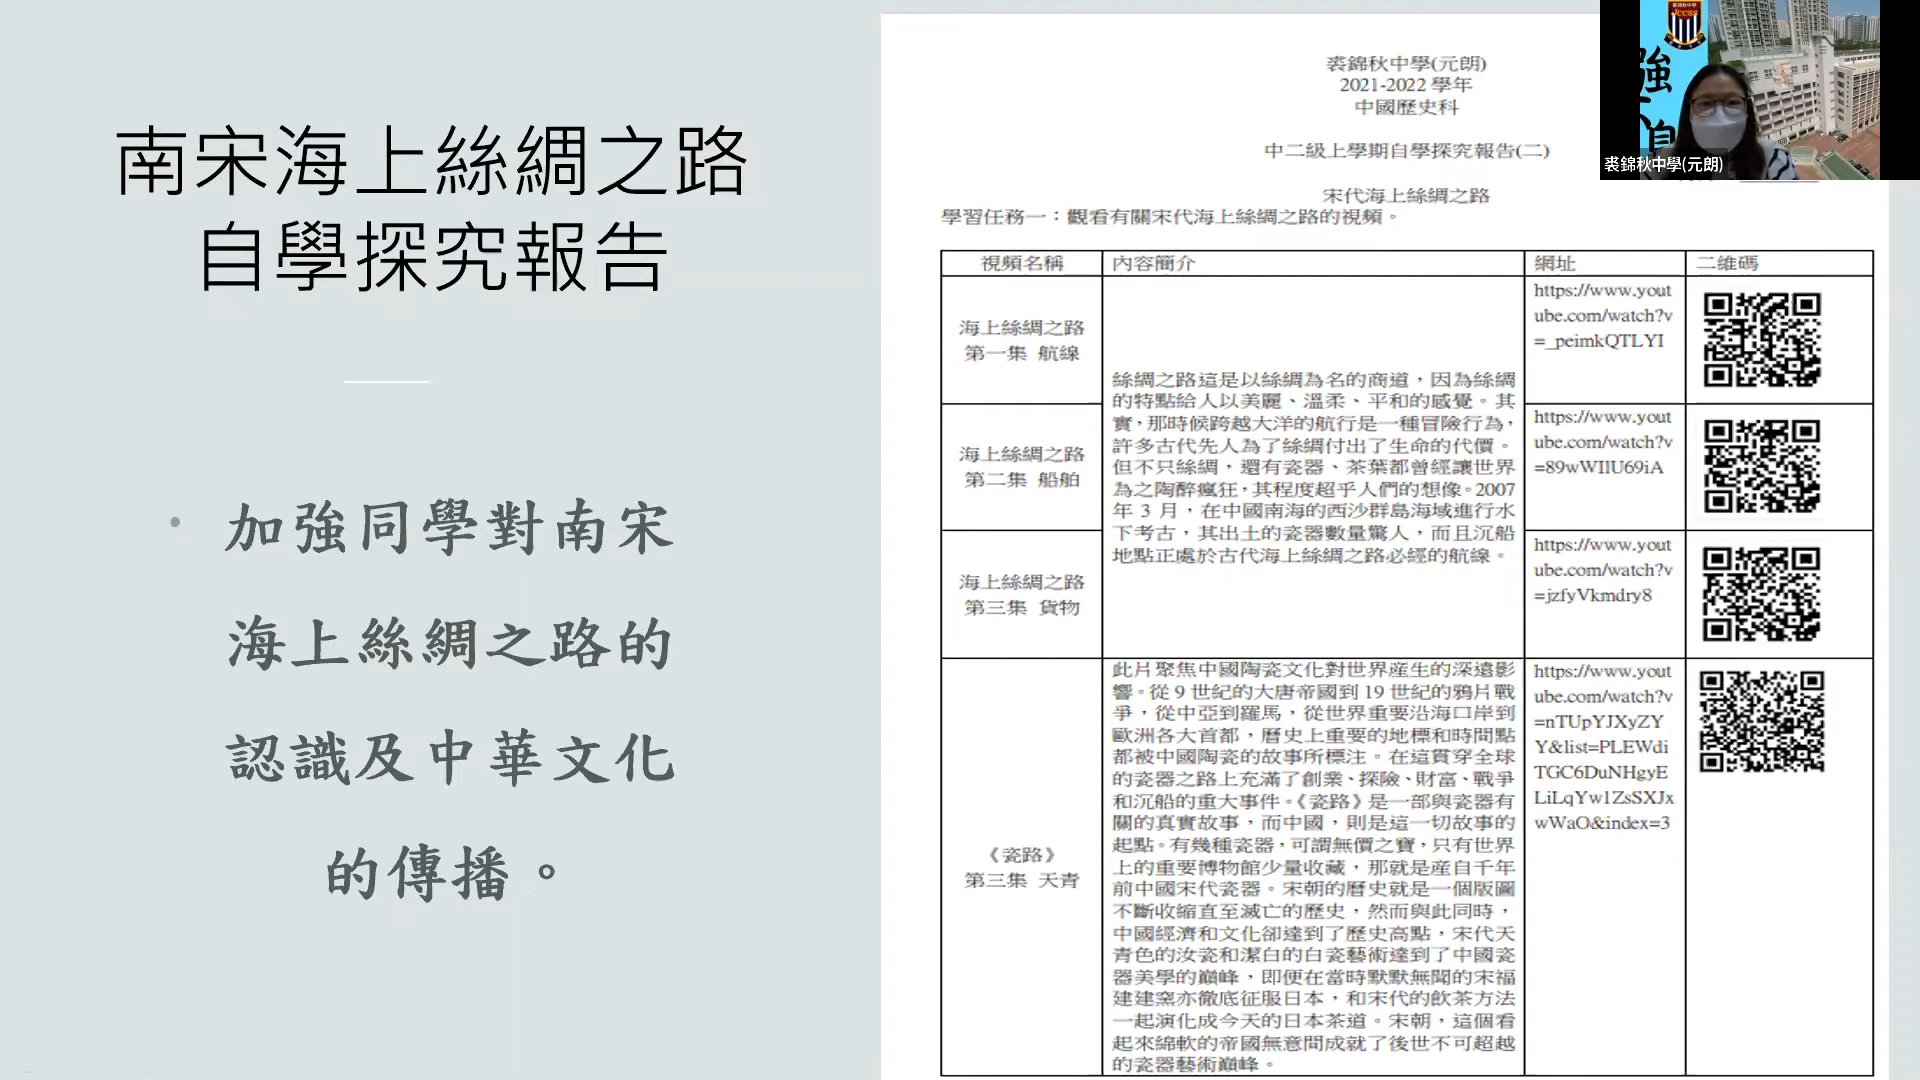 南宋海上絲綢之路
自學探究報告
• 加強同學對南宋
海上絲綢之路的
認識及中華文化
的傳播。
裘錦秋中學(元朗)
2021-2022 學年
中國歷史科
中二級上學期自學探究報告(二)
宋代海上絲綢之路
學習任務一：觀看有關宋代海上絲綢之路的視頻。
視頻名稱 內容簡介 網址 二維碼
海上絲綢之路
第一集 航線
海上絲綢之路
第二集 船舶
海上絲綢之路
第三集 貨物
絲綢之路這是以絲綢為名的商道，因為絲綢
的特點給人以美麗、溫柔、平和的感覺。其
實，那時候跨越大洋的航行是一種冒險行為，
許多古代先人為了絲綢付出了生命的代價。
但不只絲綢，還有瓷器、茶葉都曾經讓世界
為之陶醉瘋狂，其程度超乎人們的想像。2007
年 3 月，在中國南海的西沙群島海域進行水
下考古，其出土的瓷器數量驚人，而且沉船
地點正處於古代海上絲綢之路必經的航線。
https://www.yout
ube.com/watch?v
=_peimkQTLYI
https://www.yout
ube.com/watch?v
=89wWIlU69iA
https://www.yout
ube.com/watch?v
=jzfyVkmdry8
《瓷路》
第三集 天青
此片聚焦中國陶瓷文化對世界産生的深遠影
響。從 9 世紀的大唐帝國到 19 世紀的鴉片戰
爭，從中亞到羅馬，從世界重要沿海口岸到
歐洲各大首都，曆史上重要的地標和時間點
都被中國陶瓷的故事所標注。在這貫穿全球
的瓷器之路上充滿了創業、探險、財富、戰爭
和沉船的重大事件。《瓷路》是一部與瓷器有
關的真實故事，而中國，則是這一切故事的
起點。有幾種瓷器，可謂無價之寶，只有世界
上的重要博物館少量收藏，那就是産自千年
前中國宋代瓷器。宋朝的曆史就是一個版圖
不斷收縮直至滅亡的歷史，然而與此同時，
中國經濟和文化卻達到了歷史高點，宋代天
青色的汝瓷和潔白的白瓷藝術達到了中國瓷
器美學的巔峰，即便在當時默默無聞的宋福
建建窯亦徹底征服日本，和宋代的飲茶方法
一起演化成今天的日本茶道。宋朝，這個看
起來綿軟的帝國無意間成就了後世不可超越
的瓷器藝術巔峰。
https://www.yout
ube.com/watch?v
=nTUpYJXyZY
Y&list=PLEWdi
TGC6DuNHgyE
LiLqYw1ZsSXJx
wWaO&index=3
裘錦秋中學
JCCSS
強
自
裘錦秋中學(元朗)